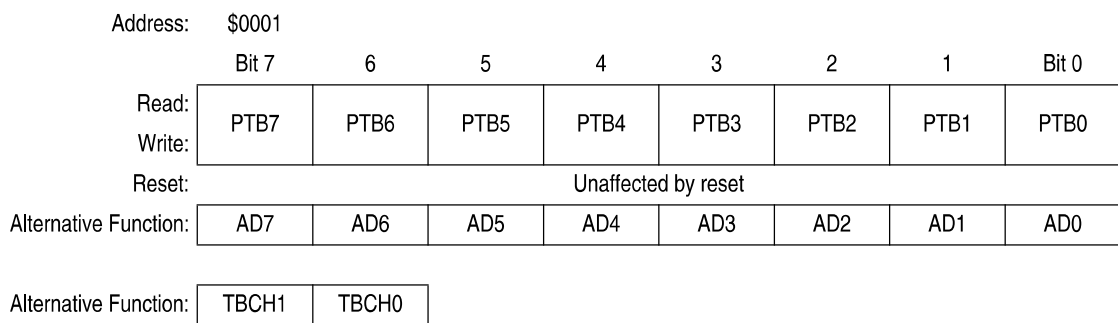 Address: $0001
Bit 7 6 5 4 3 2 1 Bit 0
Read:
PTB7 PTB6 PTB5 PTB4 PTB3 PTB2 PTB1 PTB0
Write:
Reset: Unaffected by reset
Alternative Function: AD7 AD6 AD5 AD4 AD3 AD2 AD1 AD0
Alternative Function: TBCH1 TBCH0